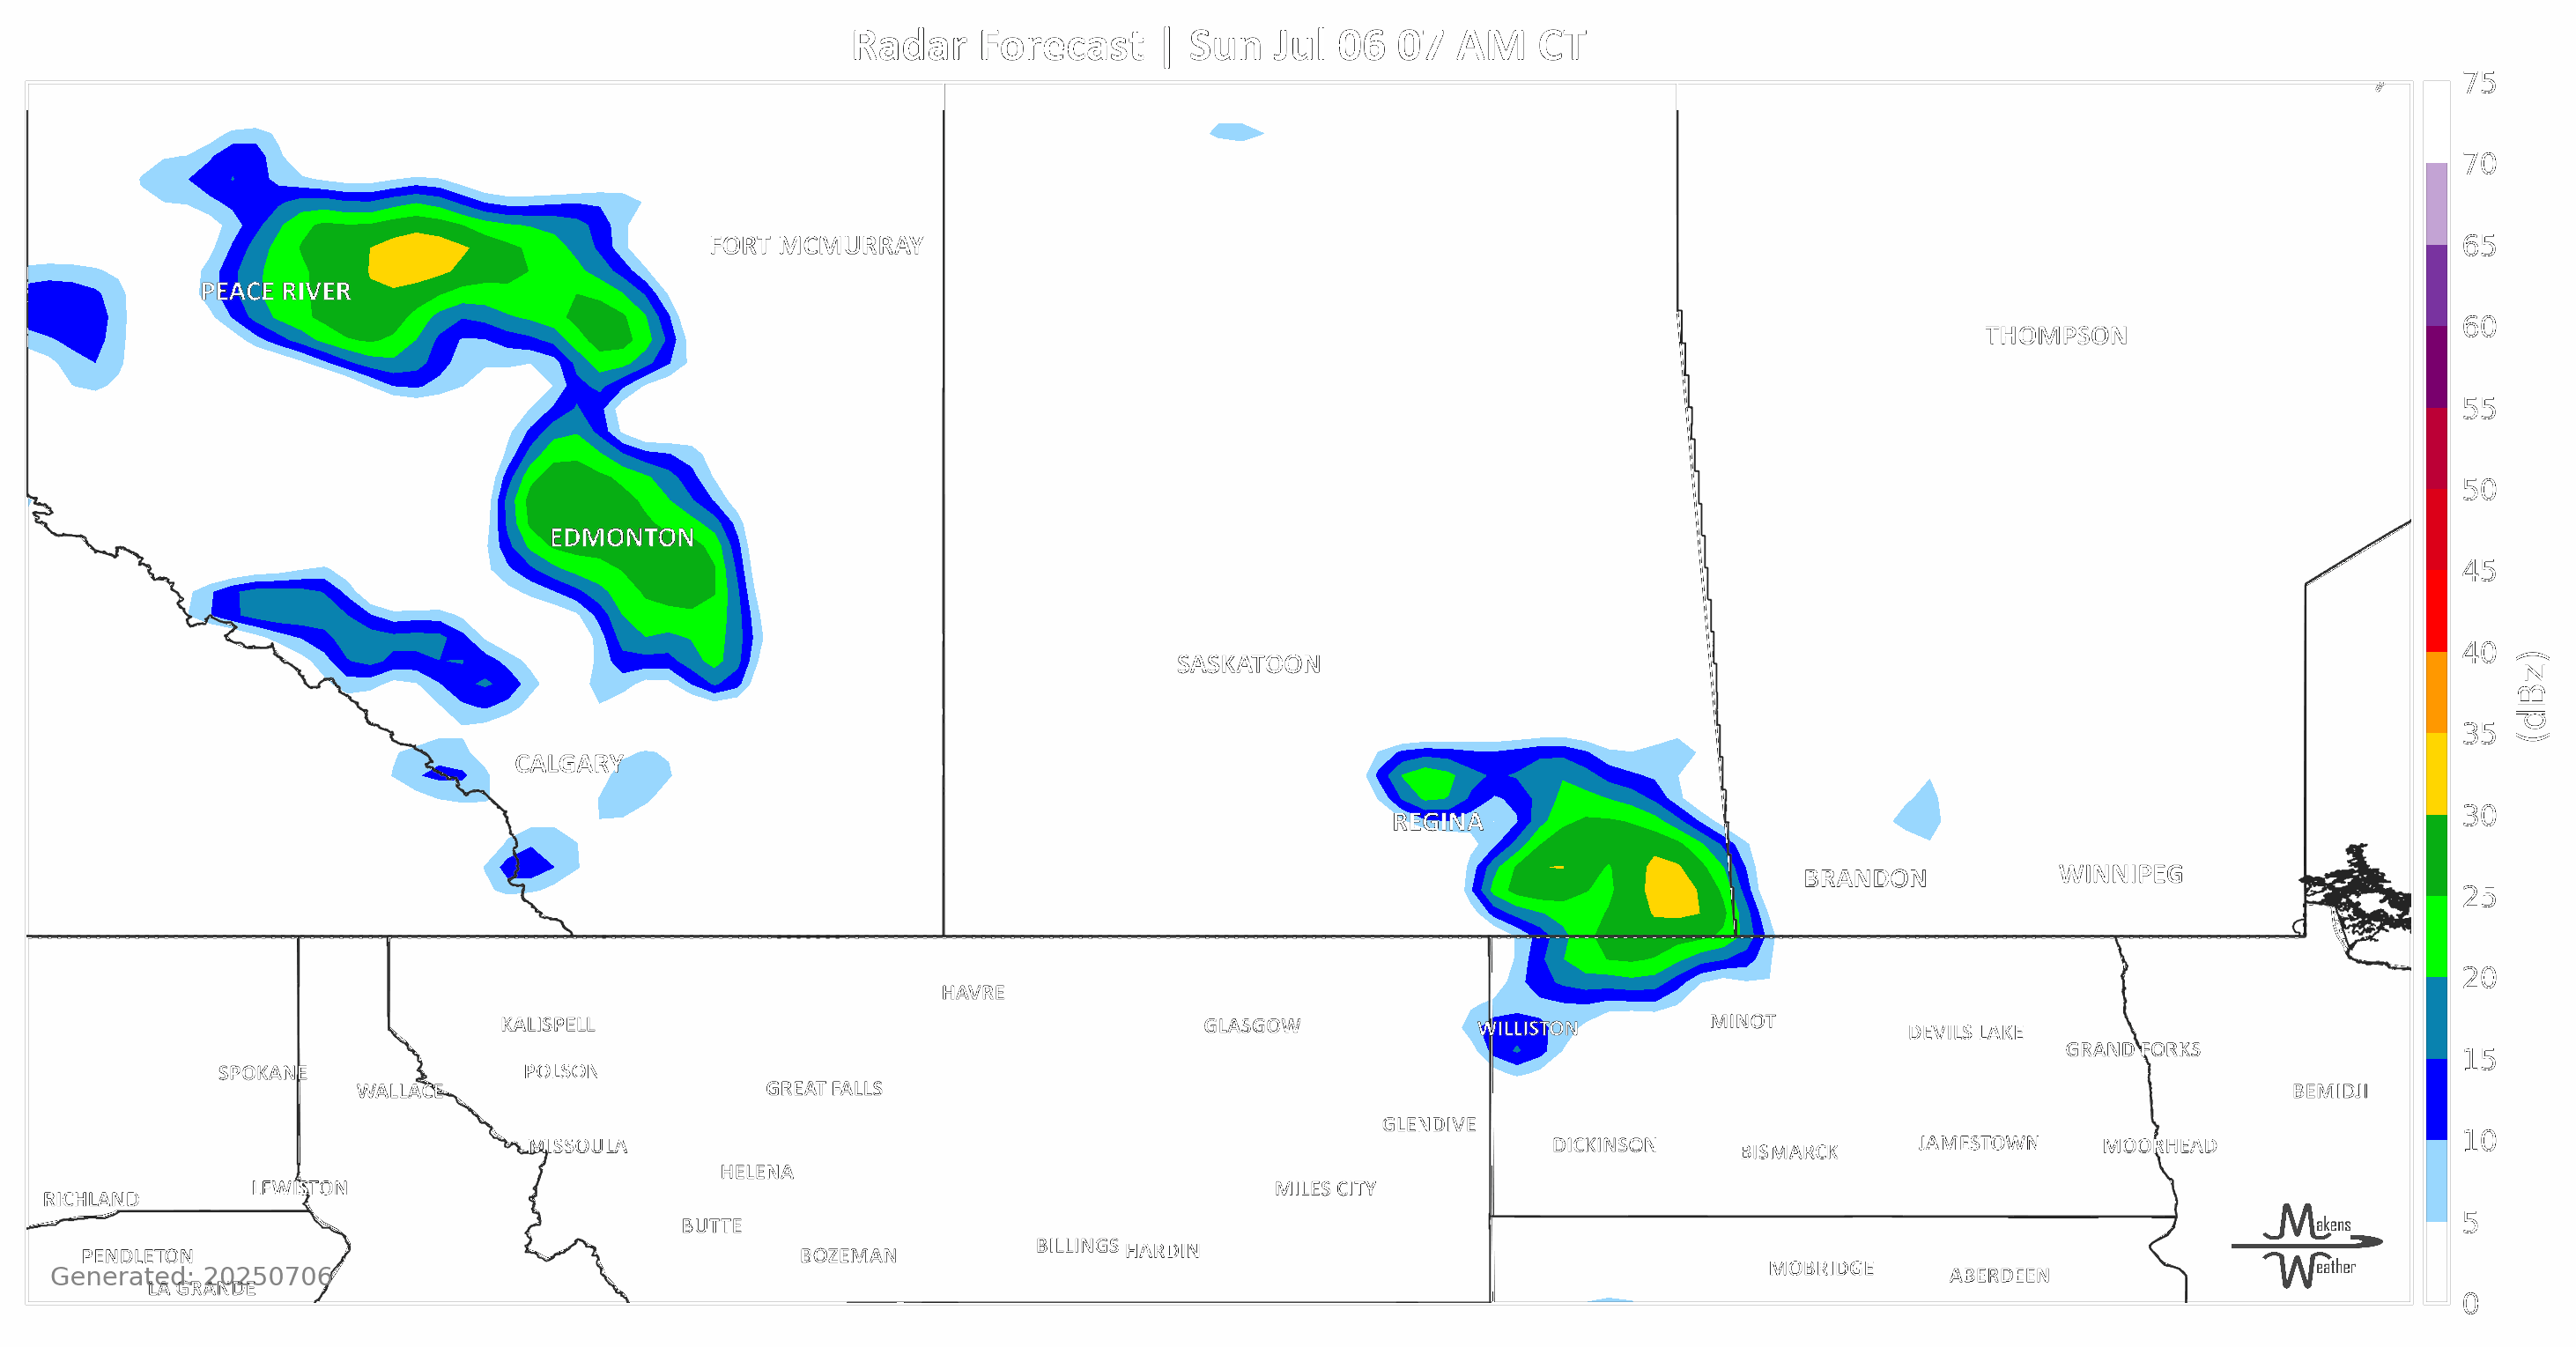 Radar Forecast | Sun Jul 06 07 AM CT
75
70
65
60
55
50
45
40
35
30
25
20
15
10
5
0
(dBz)
FORT MCMURRAY
PEACE RIVER
THOMPSON
EDMONTON
SASKATOON
CALGARY
REGINA
BRANDON
WINNIPEG
HAVRE
KALISPELL
GLASGOW
WILLISTON
MINOT
DEVILS LAKE
GRAND FORKS
SPOKANE
POLSON
WALLACE
GREAT FALLS
BEMIDJI
GLENDIVE
MISSOULA
DICKINSON
BISMARCK
JAMESTOWN
MOORHEAD
HELENA
LEWISTON
RICHLAND
MILES CITY
BUTTE
BILLINGS
HARDIN
PENDLETON
BOZEMAN
MOBRIDGE
ABERDEEN
Generated: 20250706
LA GRANDE
Makens
Weather